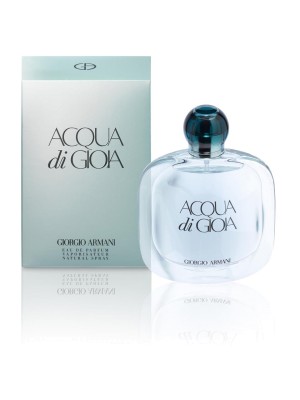 ACQUA
di GIOIA
GIORGIO ARMANI
EAU DE PARFUM
VAPORISATEUR
NATURAL SPRAY
ACQUA
di GIOIA
GIORGIO ARMANI